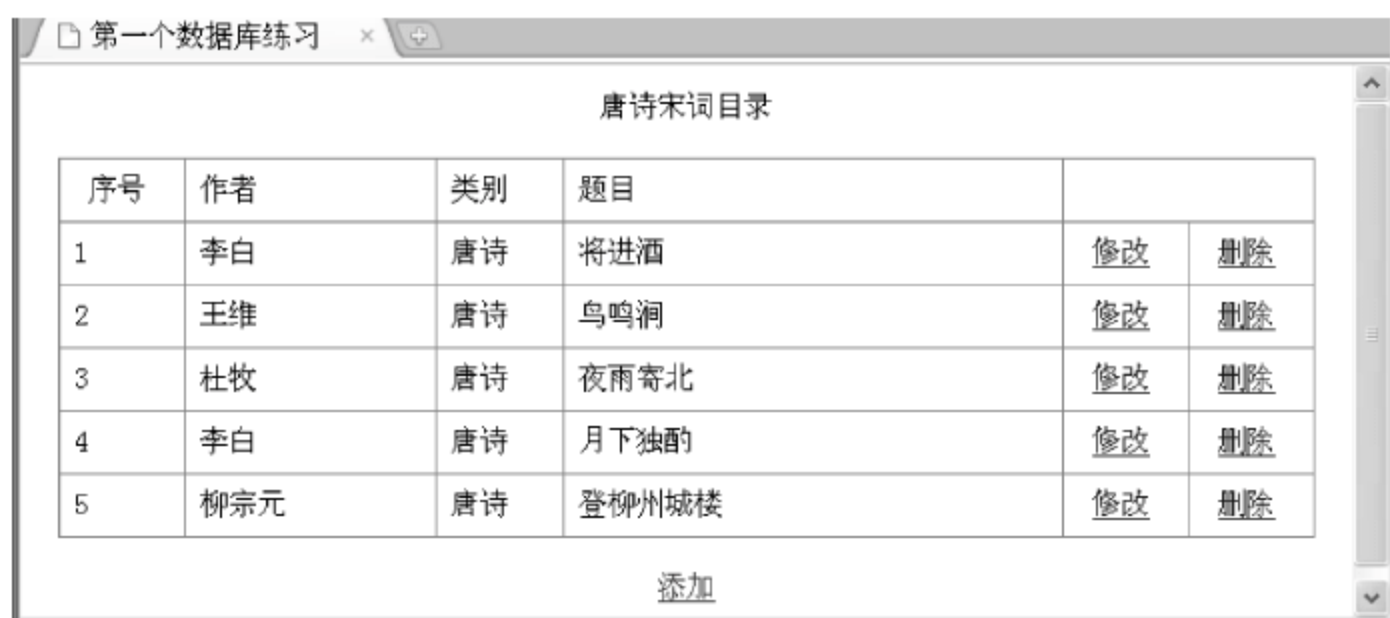 第一个数据库练习
唐诗宋词目录
序号 作者 类别 题目
1 李白 唐诗 将进酒 修改 删除
2 王维 唐诗 鸟鸣涧 修改 删除
3 杜牧 唐诗 夜雨寄北 修改 删除
4 李白 唐诗 月下独酌 修改 删除
5 柳宗元 唐诗 登柳州城楼 修改 删除
添加